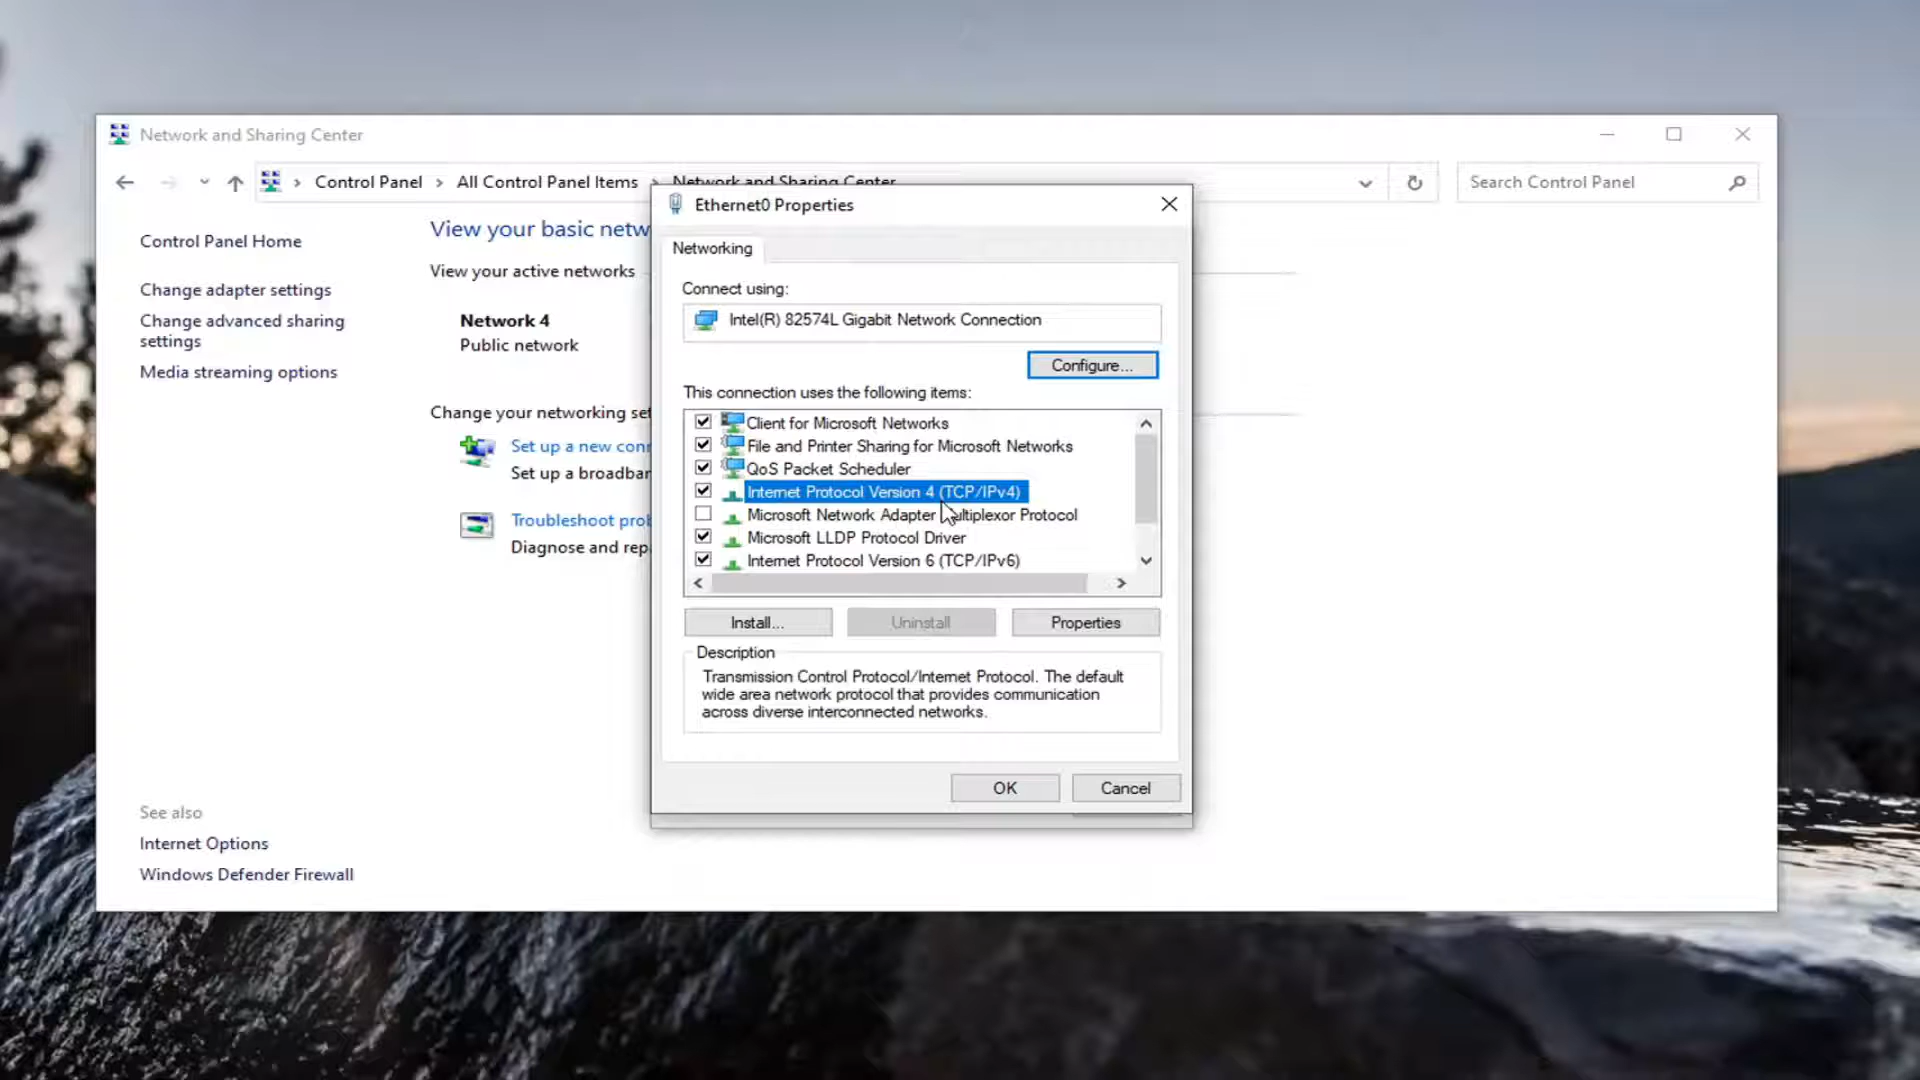 Network and Sharing Center
Control Panel
All Control Panel Items
Network and Sharing Center
Search Control Panel
Control Panel Home
Change adapter settings
Change advanced sharing
settings
Media streaming options
See also
Internet Options
Windows Defender Firewall
View your basic netw
View your active networks
Network 4
Public network
Change your networking set
Set up a new conn
Set up a broadban
Troubleshoot prob
Diagnose and repa
Ethernet0 Properties
Networking
Connect using:
Intel(R) 82574L Gigabit Network Connection
Configure...
This connection uses the following items:
Client for Microsoft Networks
File and Printer Sharing for Microsoft Networks
QoS Packet Scheduler
Internet Protocol Version 4 (TCP/IPv4)
Microsoft Network Adapter Multiplexor Protocol
Microsoft LLDP Protocol Driver
Internet Protocol Version 6 (TCP/IPv6)
Install...
Uninstall
Properties
Description
Transmission Control Protocol/Internet Protocol. The default
wide area network protocol that provides communication
across diverse interconnected networks.
OK
Cancel